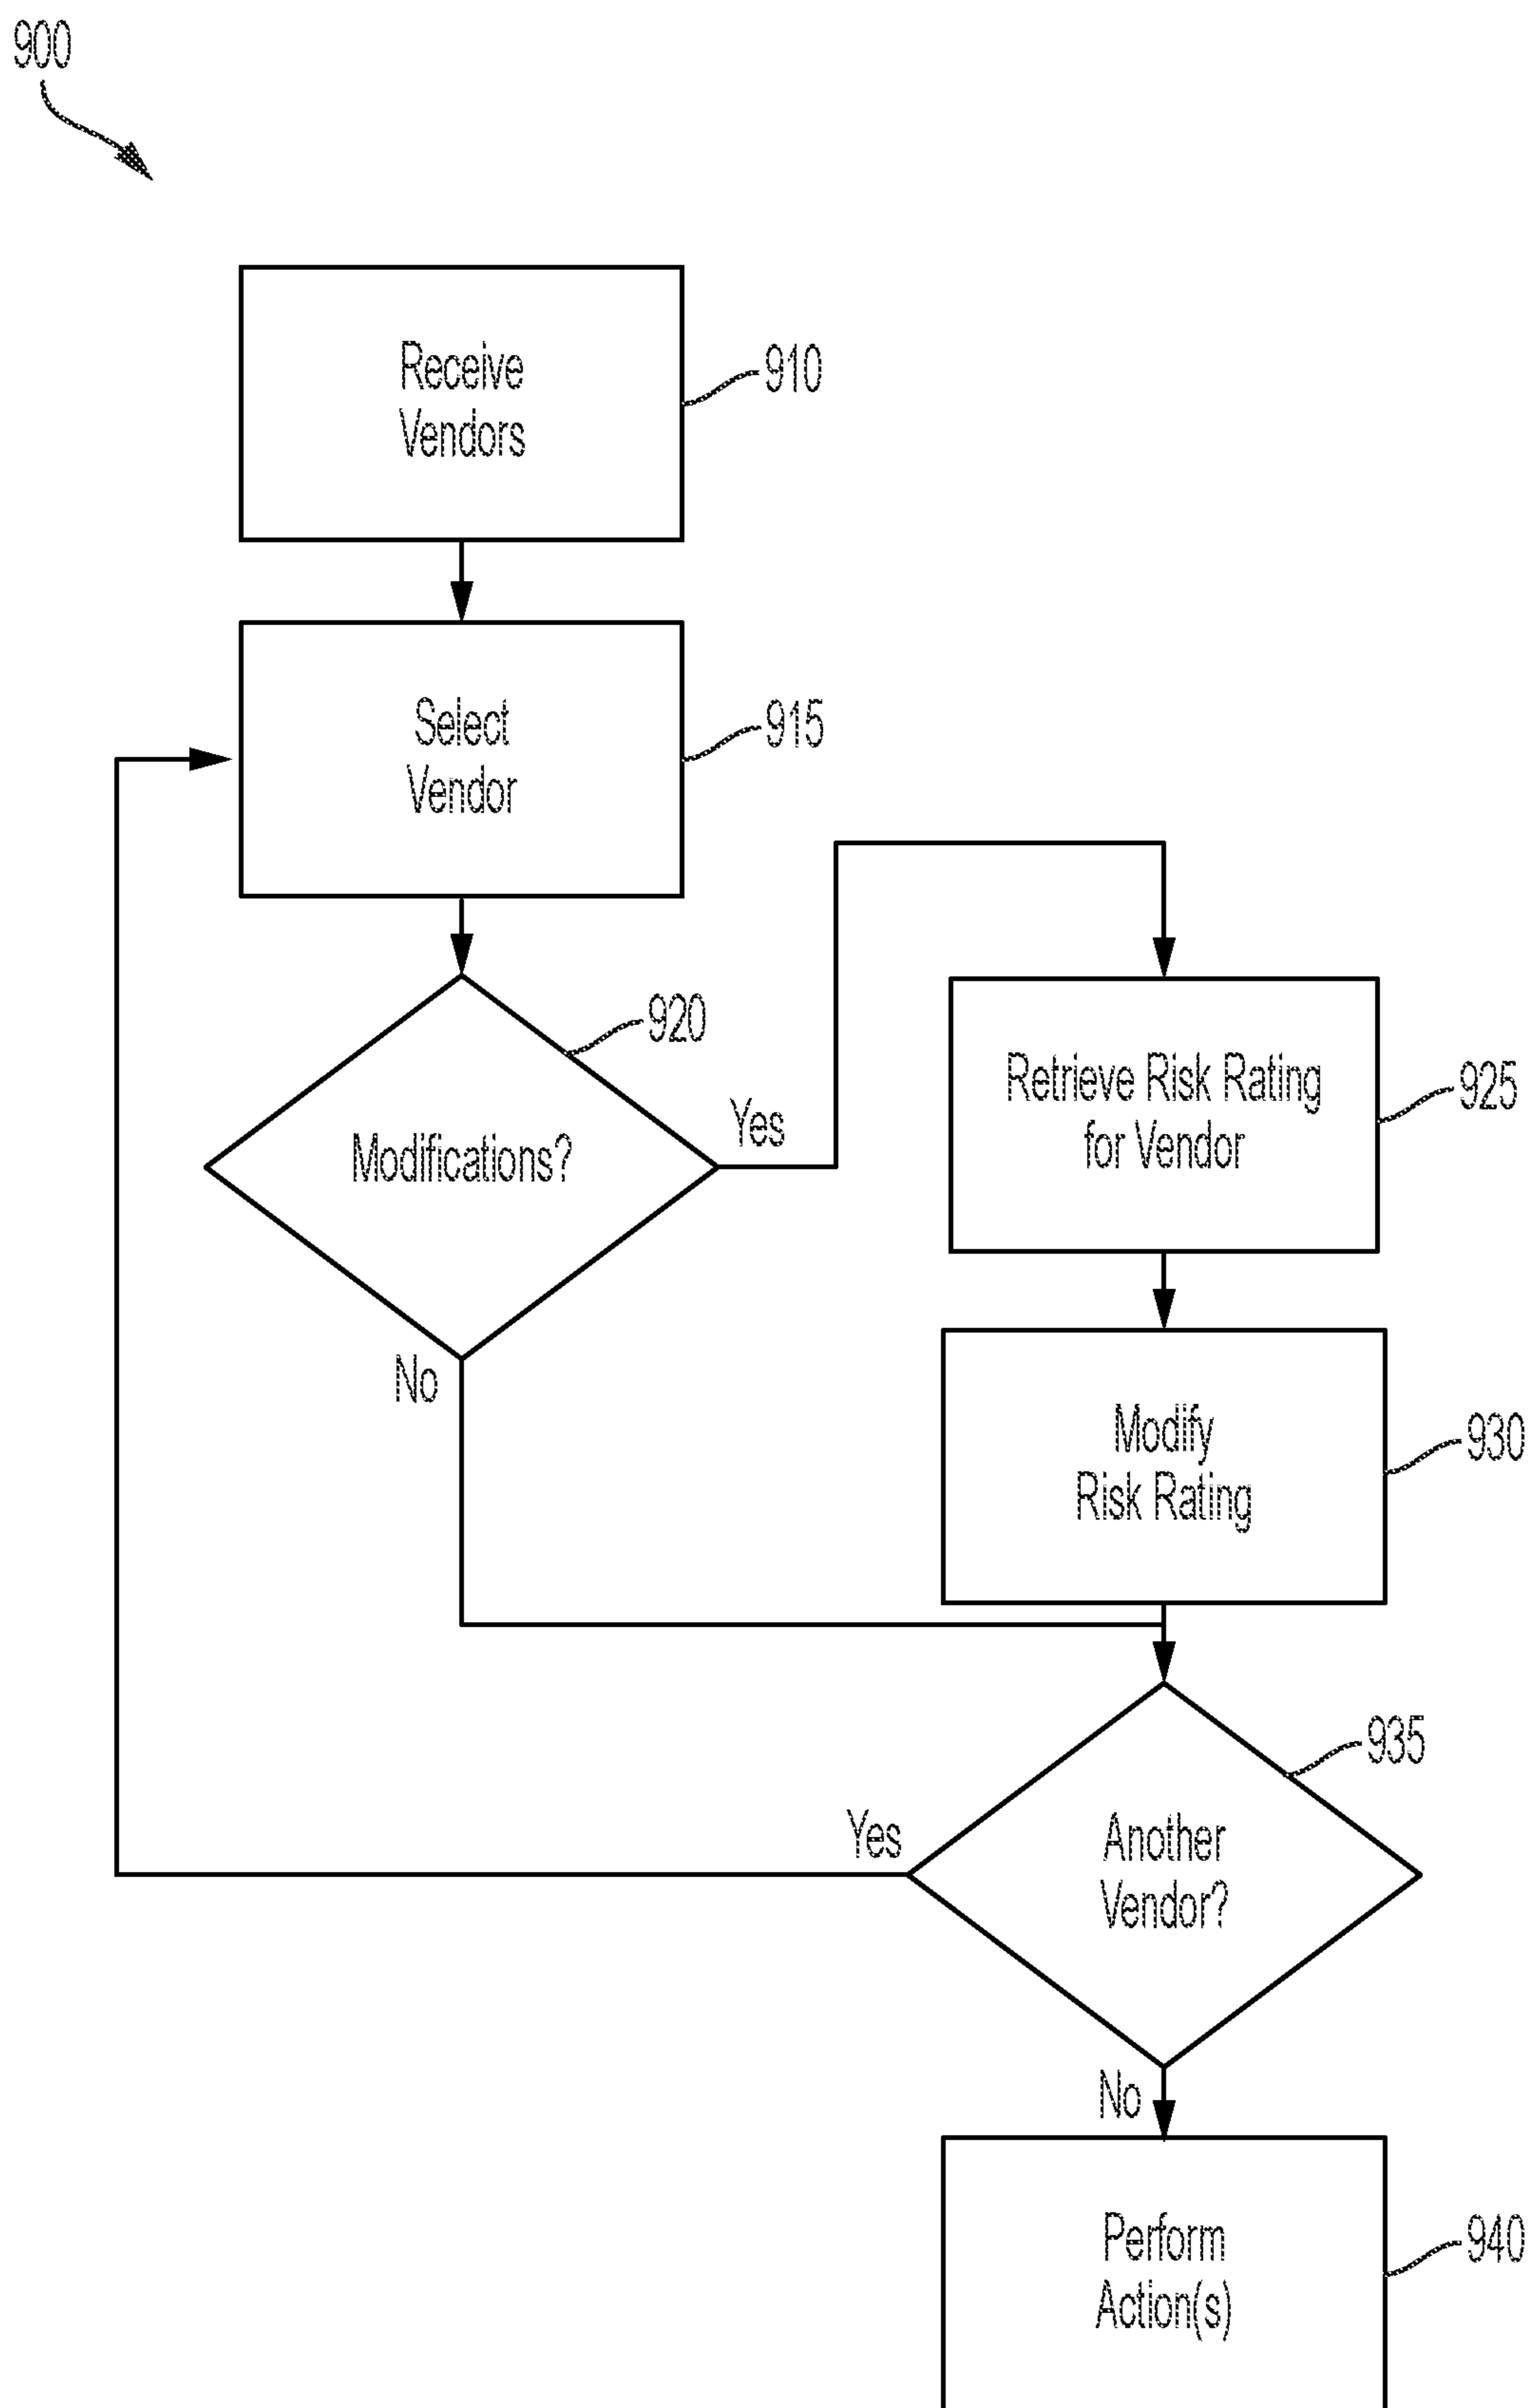 900
Receive
Vendors
910
Select
Vendor
915
Modifications?
920
Yes
No
Retrieve Risk Rating
for Vendor
925
Modify
Risk Rating
930
Another
Vendor?
935
Yes
No
Perform
Action(s)
940